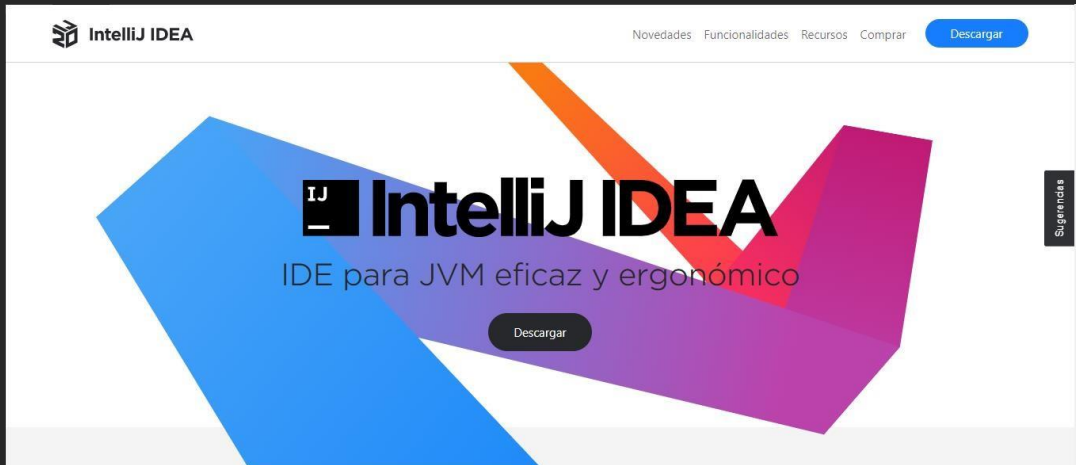 IntelliJ IDEA
Novedades Funcionalidades Recursos Comprar Descargar
IJ
IntelliJ IDEA
IDE para JVM eficaz y ergonómico
Descargar
Sugerendas